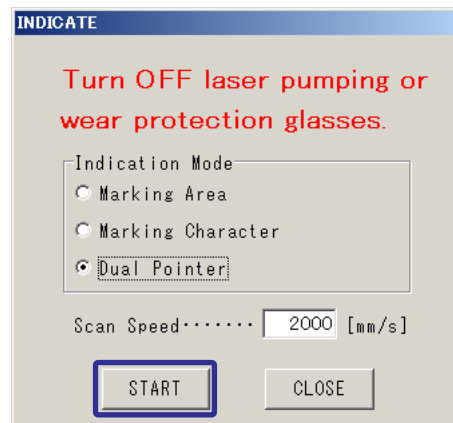 INDICATE
Turn OFF laser pumping or
wear protection glasses.
Indication Mode
Marking Area
Marking Character
Dual Pointer
Scan Speed······· 2000 [mm/s]
START CLOSE